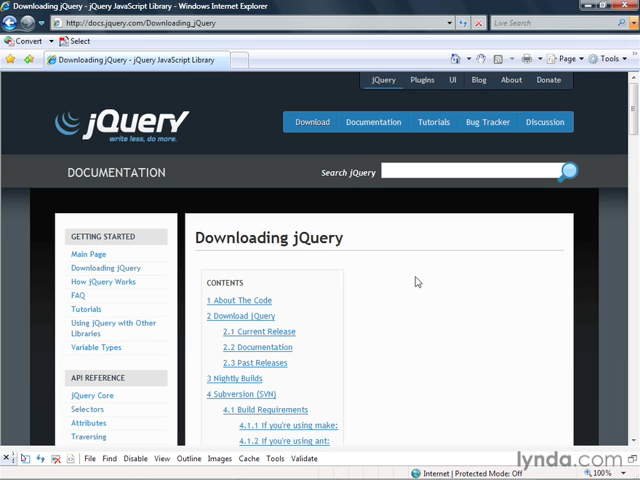 Downloading jQuery - jQuery JavaScript Library - Windows Internet Explorer
http://docs.jquery.com/Downloading_jQuery
Live Search
Convert Select
Downloading jQuery - jQuery JavaScript Library
Page Tools
jQuery Plugins UI Blog About Donate
jQuery
write less, do more.
Download Documentation Tutorials Bug Tracker Discussion
DOCUMENTATION
Search jQuery
GETTING STARTED
Main Page
Downloading jQuery
How jQuery Works
FAQ
Tutorials
Using jQuery with Other
Libraries
Variable Types
API REFERENCE
jQuery Core
Selectors
Attributes
Traversing
Downloading jQuery
CONTENTS
1 About The Code
2 Download jQuery
2.1 Current Release
2.2 Documentation
2.3 Past Releases
3 Nightly Builds
4 Subversion (SVN)
4.1 Build Requirements
4.1.1 If you're using make:
4.1.2 If you're using ant:
File Find Disable View Outline Images Cache Tools Validate
lynda.com
Internet | Protected Mode: Off
100%